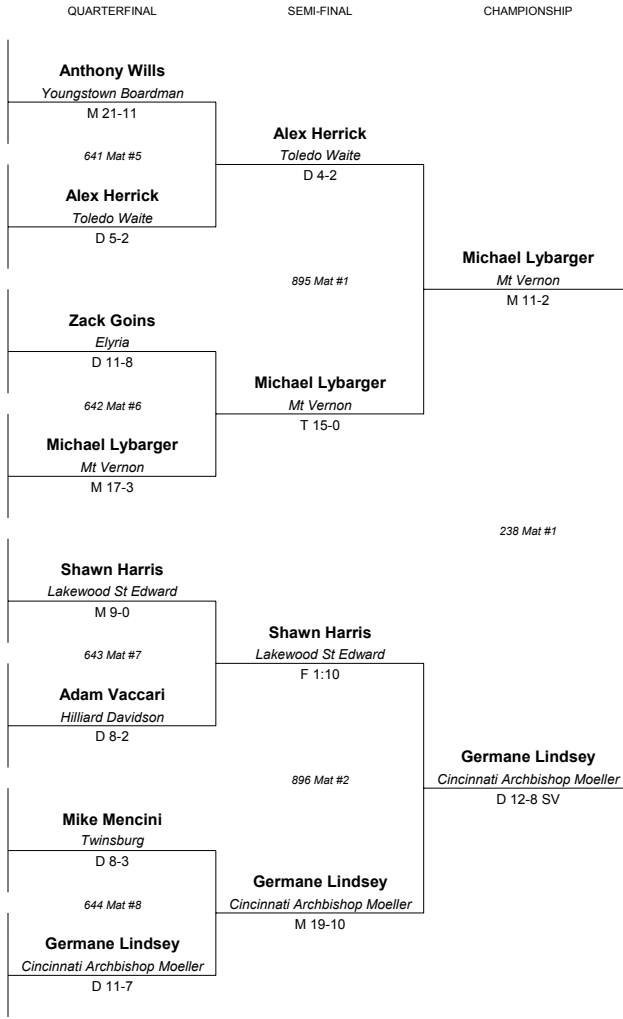 QUARTERFINAL SEMI-FINAL CHAMPIONSHIP
Anthony Wills
Youngstown Boardman
M 21-11
641 Mat #5
Alex Herrick
Toledo Waite
D 5-2
Alex Herrick
Toledo Waite
D 4-2
895 Mat #1
Zack Goins
Elyria
D 11-8
642 Mat #6
Michael Lybarger
Mt Vernon
M 17-3
Michael Lybarger
Mt Vernon
T 15-0
Michael Lybarger
Mt Vernon
M 11-2
238 Mat #1
Shawn Harris
Lakewood St Edward
M 9-0
643 Mat #7
Adam Vaccari
Hilliard Davidson
D 8-2
Shawn Harris
Lakewood St Edward
F 1:10
896 Mat #2
Mike Mencini
Twinsburg
D 8-3
644 Mat #8
Germane Lindsey
Cincinnati Archbishop Moeller
D 11-7
Germane Lindsey
Cincinnati Archbishop Moeller
M 19-10
Germane Lindsey
Cincinnati Archbishop Moeller
D 12-8 SV